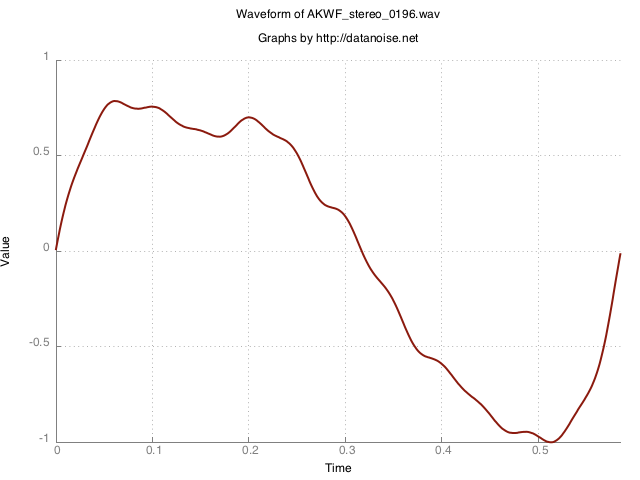 Waveform of AKWF_stereo_0196.wav
Graphs by http://datanoise.net
1
0.5
0
-0.5
-1
Value
0 0.1 0.2 0.3 0.4 0.5
Time